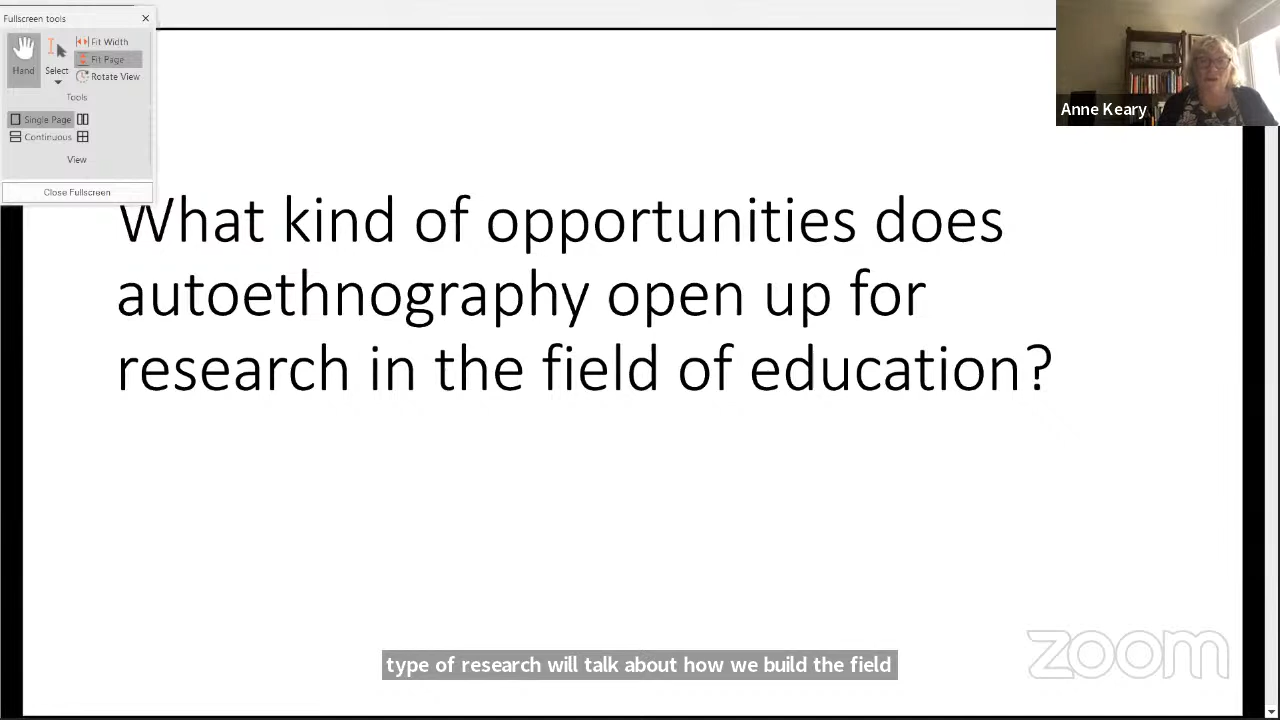 Fullscreen tools
Hand
Select
Fit Width
Fit Page
Rotate View
Tools
Single Page
Continuous
View
Close Fullscreen
Anne Keary
What kind of opportunities does
autoethnography open up for
research in the field of education?
zoom
type of research will talk about how we build the field